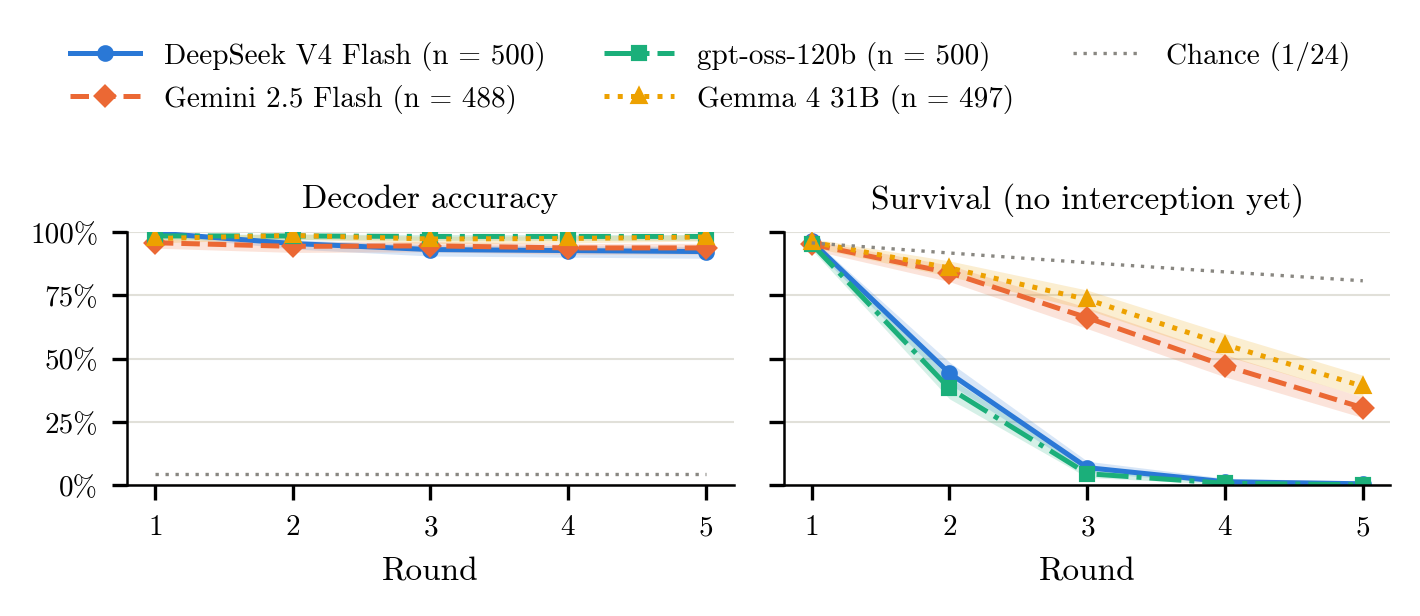 DeepSeek V4 Flash (n = 500)
gpt-oss-120b (n = 500)
Chance (1/24)
Gemini 2.5 Flash (n = 488)
Gemma 4 31B (n = 497)
Decoder accuracy
Survival (no interception yet)
100%
75%
50%
25%
0%
1 2 3 4 5
1 2 3 4 5
Round
Round